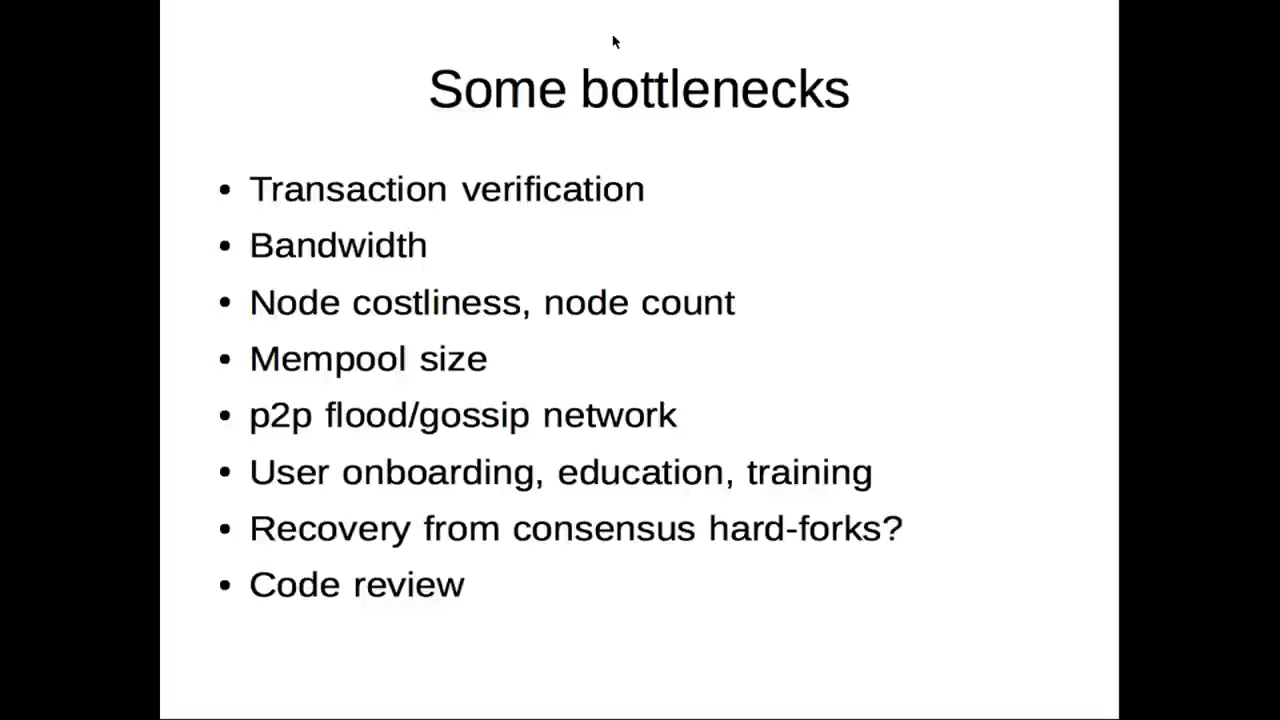 Some bottlenecks
• Transaction verification
• Bandwidth
• Node costliness, node count
• Mempool size
• p2p flood/gossip network
• User onboarding, education, training
• Recovery from consensus hard-forks?
• Code review